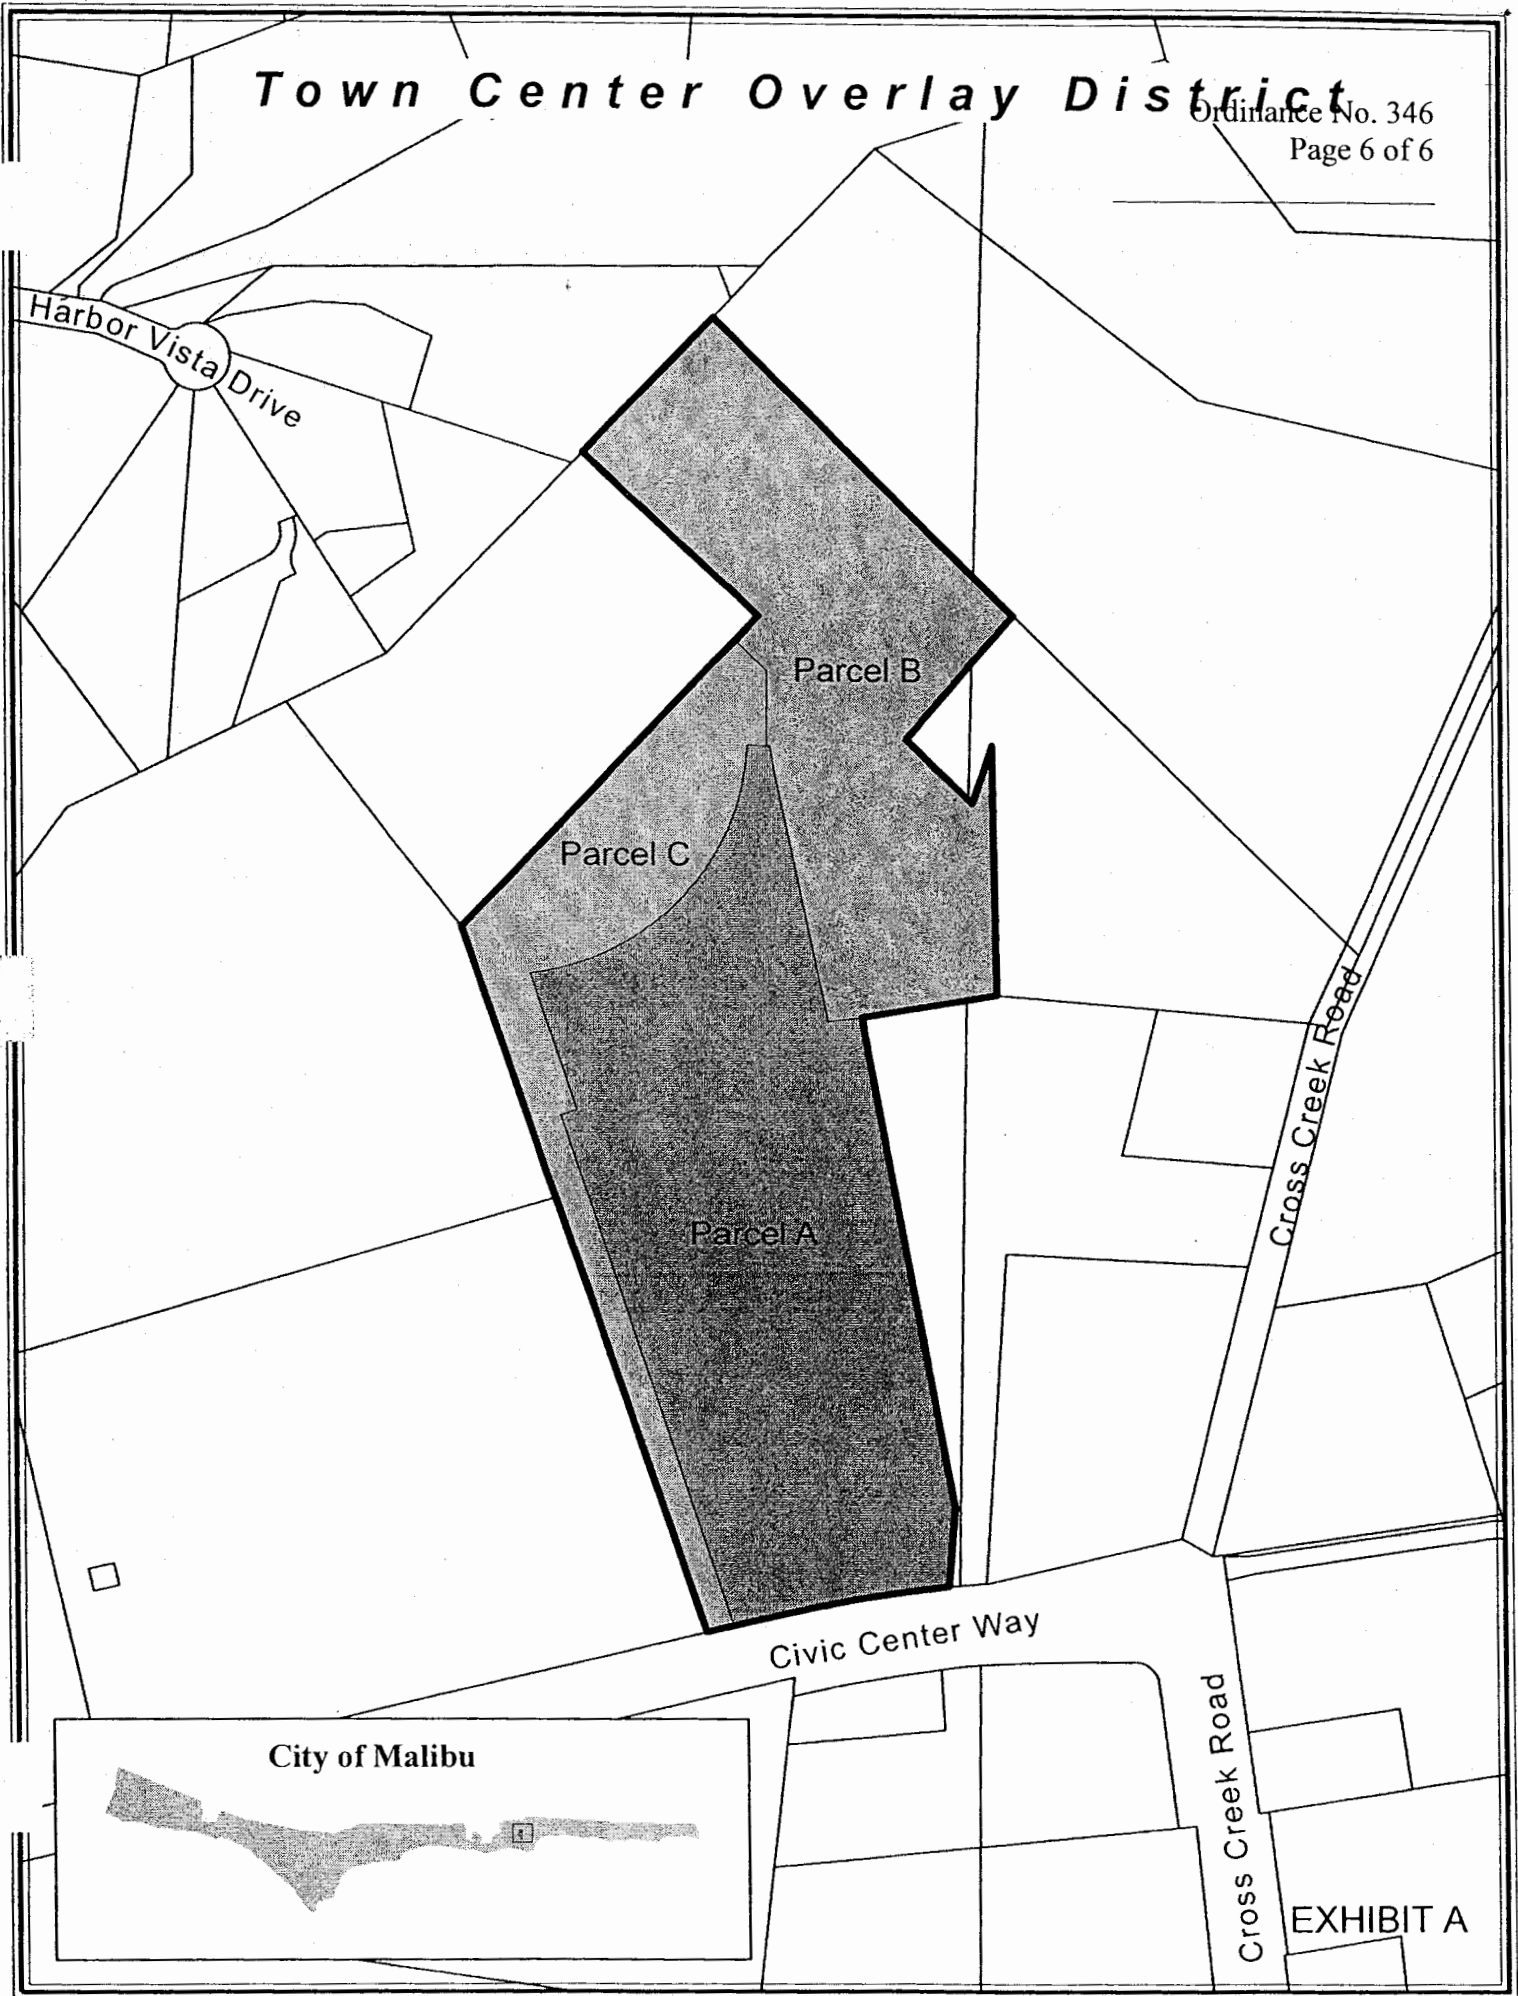 Town Center Overlay District
Ordinance No. 346
Page 6 of 6
Harbor Vista Drive
Parcel B
Parcel C
Cross Creek Road
Parcel A
Civic Center Way
Cross Creek Road
City of Malibu
EXHIBIT A